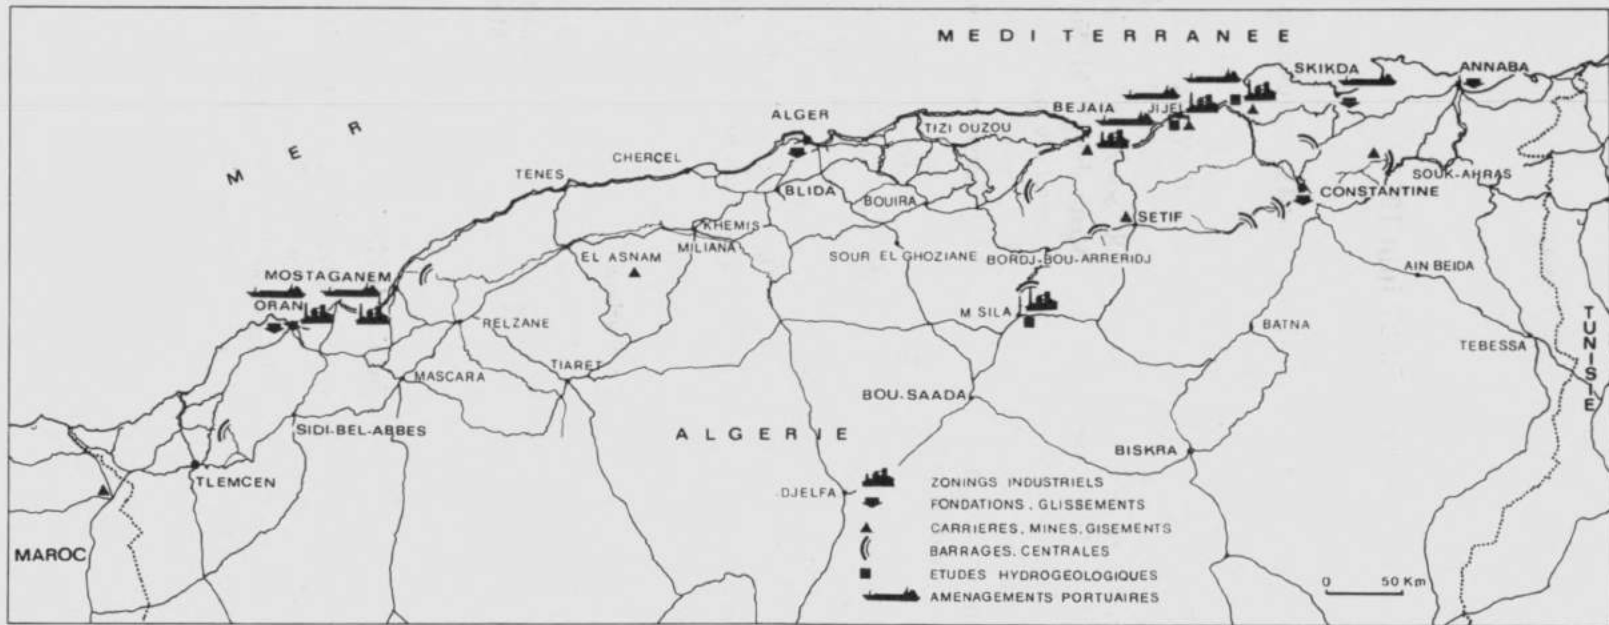 MEDITERRANEE
MER
SKIKDA
ANNABA
BEJAIA
JIJEL
ALGER
TIZI OUZOU
CHERCEL
TENES
BLIDA
BOUIRA
CONSTANTINE
SOUK-AHRAS
SETIF
KHEMIS
MILIANA
EL ASNAM
SOUR EL GHOZIANE
BORDJ-BOU-ARRERIDJ
AIN BEIDA
MOSTAGANEM
ORAN
M SILA
RELZANE
BATNA
TEBESSA
TUNISIE
MASCARA
TIARET
BOU-SAADA
SIDI-BEL-ABBES
ALGERIE
BISKRA
TLEMCEN
DJELFA
MAROC
ZONINGS INDUSTRIELS
FONDATIONS, GLISSEMENTS
CARRIERES, MINES, GISEMENTS
BARRAGES, CENTRALES
ETUDES HYDROGEOLOGIQUES
AMENAGEMENTS PORTUAIRES
0 50 Km